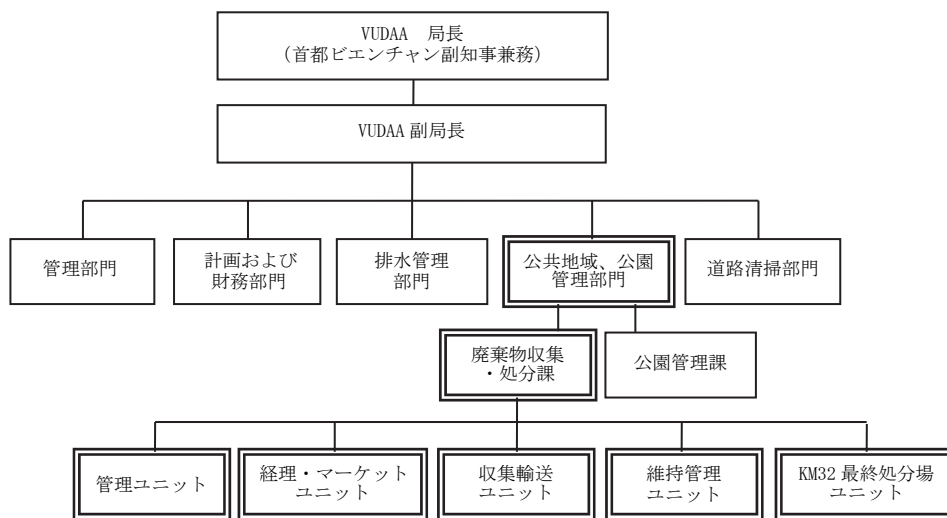 VUDAA 局長
（首都ビエンチャン副知事兼務）
VUDAA 副局長
管理部門
計画および
財務部門
排水管理
部門
公共地域、公園
管理部門
道路清掃部門
廃棄物収集
・処分課
公園管理課
管理ユニット
経理・マーケット
ユニット
収集輸送
ユニット
維持管理
ユニット
KM32 最終処分場
ユニット